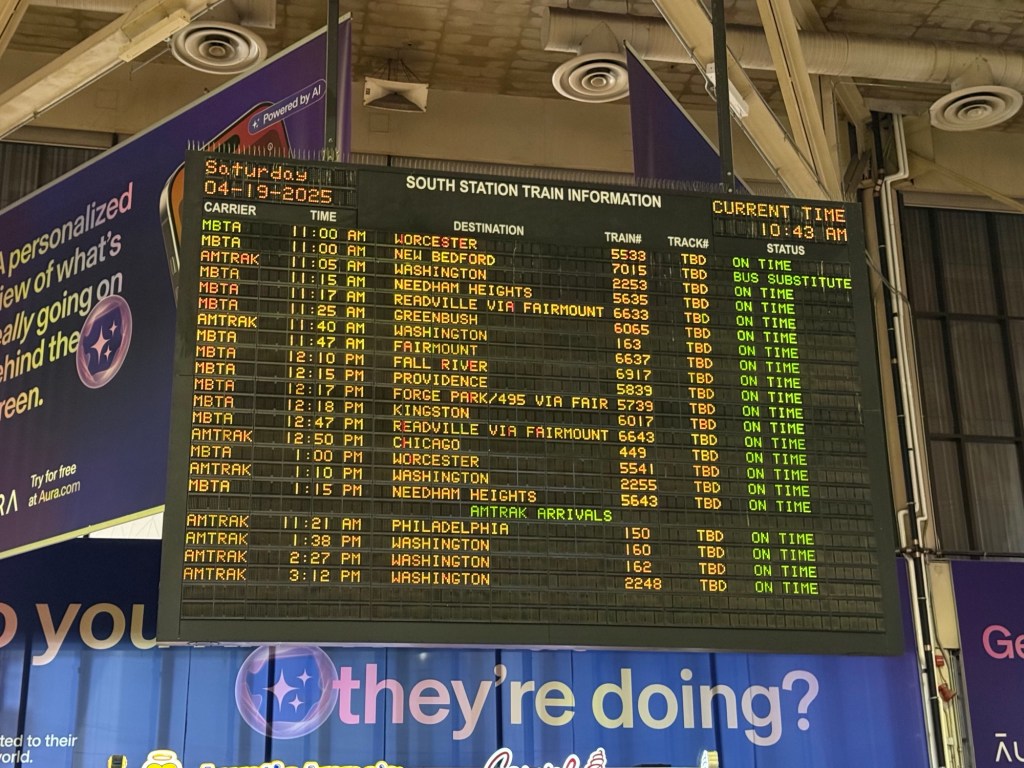 Powered by AI
A personalized
view of what's
really going on
behind the
Try for free
at Aura.com
Saturday
04-19-2025
SOUTH STATION TRAIN INFORMATION
CURRENT TIME
10:43 AM
CARRIER TIME DESTINATION TRAIN# TRACK# STATUS
MBTA 11:00 AM WORCESTER 5533 TBD ON TIME
MBTA 11:00 AM NEW BEDFORD 7015 TBD BUS SUBSTITUTE
AMTRAK 11:05 AM WASHINGTON 2253 TBD ON TIME
MBTA 11:15 AM NEEDHAM HEIGHTS 5635 TBD ON TIME
MBTA 11:17 AM READVILLE VIA FAIRMOUNT 6633 TBD ON TIME
MBTA 11:25 AM GREENBUSH 6065 TBD ON TIME
AMTRAK 11:40 AM WASHINGTON 163 TBD ON TIME
MBTA 11:47 AM FAIRMOUNT 6637 TBD ON TIME
MBTA 12:10 PM FALL RIVER 6917 TBD ON TIME
MBTA 12:15 PM PROVIDENCE 5839 TBD ON TIME
MBTA 12:17 PM FORGE PARK/495 VIA FAIR 5739 TBD ON TIME
MBTA 12:18 PM KINGSTON 6017 TBD ON TIME
MBTA 12:47 PM READVILLE VIA FAIRMOUNT 6643 TBD ON TIME
AMTRAK 12:50 PM CHICAGO 449 TBD ON TIME
MBTA 1:00 PM WORCESTER 5541 TBD ON TIME
AMTRAK 1:10 PM WASHINGTON 2255 TBD ON TIME
MBTA 1:15 PM NEEDHAM HEIGHTS 5643 TBD ON TIME
AMTRAK ARRIVALS
AMTRAK 11:21 AM PHILADELPHIA 150 TBD ON TIME
AMTRAK 1:38 PM WASHINGTON 160 TBD ON TIME
AMTRAK 2:27 PM WASHINGTON 162 TBD ON TIME
AMTRAK 3:12 PM WASHINGTON 2248 TBD ON TIME
you
they're doing?
to their